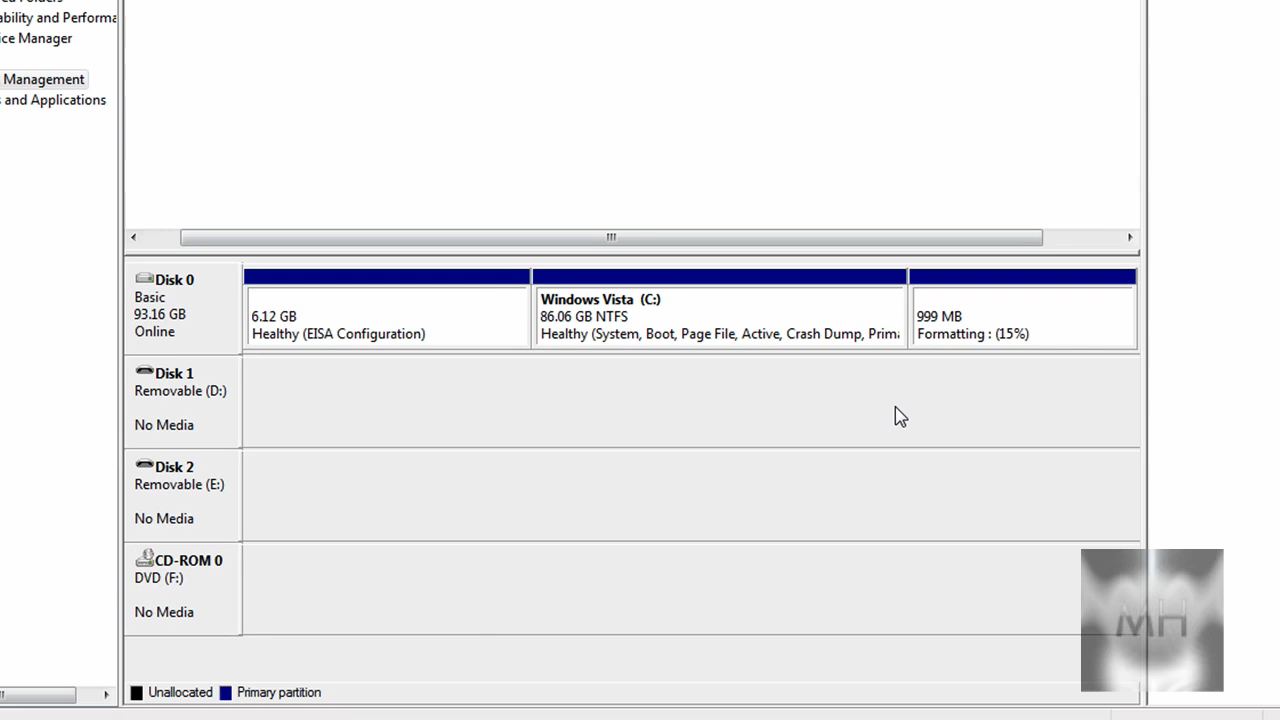 ability and Performa
ice Manager
Management
s and Applications
Disk 0
Basic
93.16 GB
Online
6.12 GB
Healthy (EISA Configuration)
Windows Vista (C:)
86.06 GB NTFS
Healthy (System, Boot, Page File, Active, Crash Dump, Prima
999 MB
Formatting : (15%)
Disk 1
Removable (D:)
No Media
Disk 2
Removable (E:)
No Media
CD-ROM 0
DVD (F:)
No Media
Unallocated Primary partition
MH